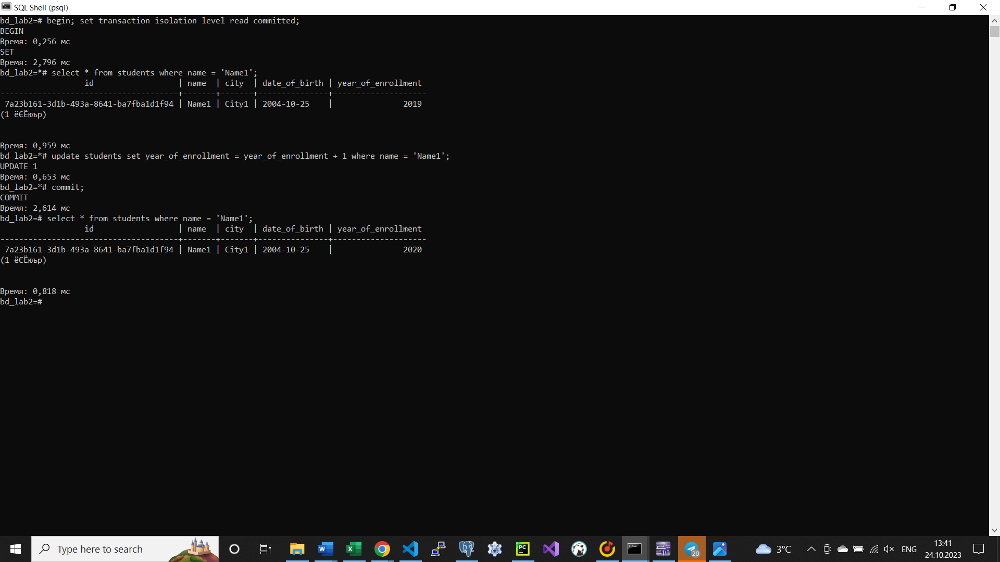 SQL Shell (psql)
bd_lab2=# begin; set transaction isolation level read committed;
BEGIN
Время: 0,256 мс
SET
Время: 2,796 мс
bd_lab2=*# select * from students where name = 'Name1';
id | name | city | date_of_birth | year_of_enrollment
--------------------------------------+-------+-------+---------------+--------------------
7a23b161-3d1b-493a-8641-ba7fba1d1f94 | Name1 | City1 | 2004-10-25 | 2019
(1 ёЄЁюър)
Время: 0,959 мс
bd_lab2=*# update students set year_of_enrollment = year_of_enrollment + 1 where name = 'Name1';
UPDATE 1
Время: 0,653 мс
bd_lab2=*# commit;
COMMIT
Время: 2,614 мс
bd_lab2=# select * from students where name = 'Name1';
id | name | city | date_of_birth | year_of_enrollment
--------------------------------------+-------+-------+---------------+--------------------
7a23b161-3d1b-493a-8641-ba7fba1d1f94 | Name1 | City1 | 2004-10-25 | 2020
(1 ёЄЁюър)
Время: 0,818 мс
bd_lab2=#
Type here to search
W
X
PC
20
3°C
ENG
13:41
24.10.2023